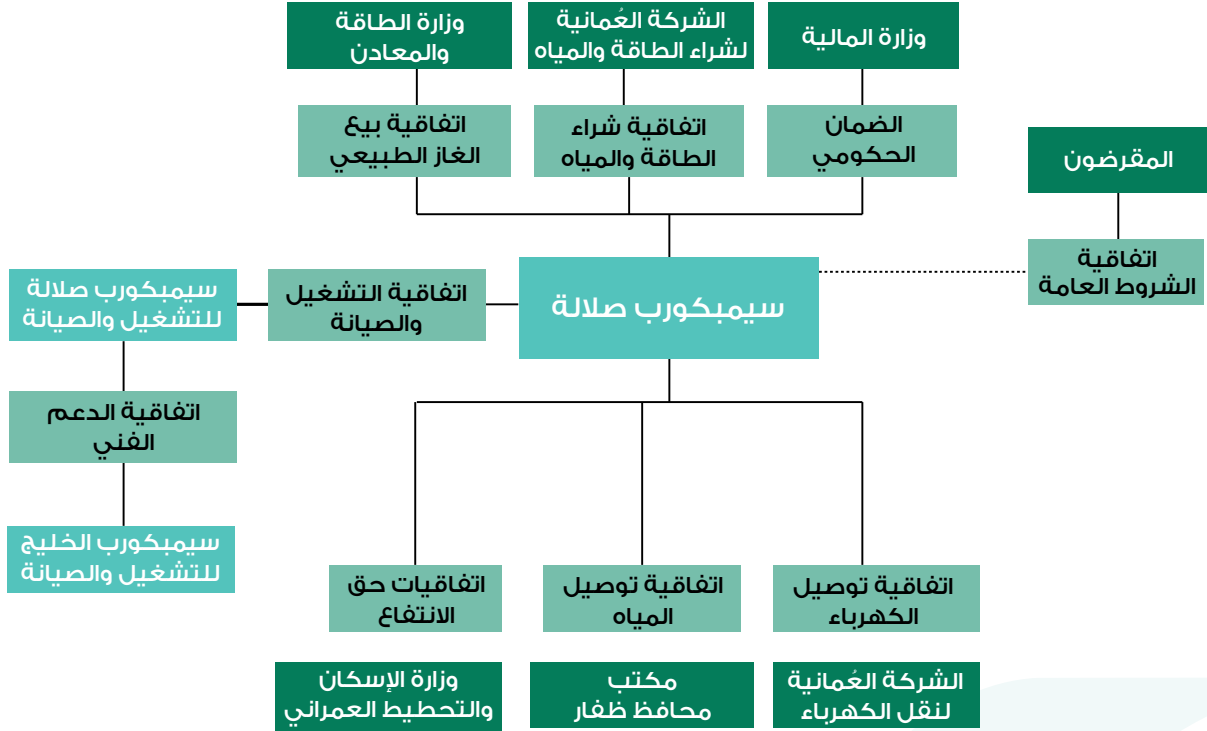 وزارة المالية
الشركة العُمانية
لشراء الطاقة والمياه
وزارة الطاقة
والمعادن
الضمان
الحكومي
اتفاقية شراء
الطاقة والمياه
اتفاقية بيع
الغاز الطبيعي
المقرضون
اتفاقية
الشروط العامة
سيمبكورب صلالة
اتفاقية التشغيل
والصيانة
سيمبكورب صلالة
للتشغيل والصيانة
اتفاقية الدعم
الفني
سيمبكورب الخليج
للتشغيل والصيانة
اتفاقية توصيل
الكهرباء
اتفاقية توصيل
المياه
اتفاقيات حق
الانتفاع
الشركة العُمانية
لنقل الكهرباء
مكتب
محافظ ظفار
وزارة الإسكان
والتحطيط العمراني